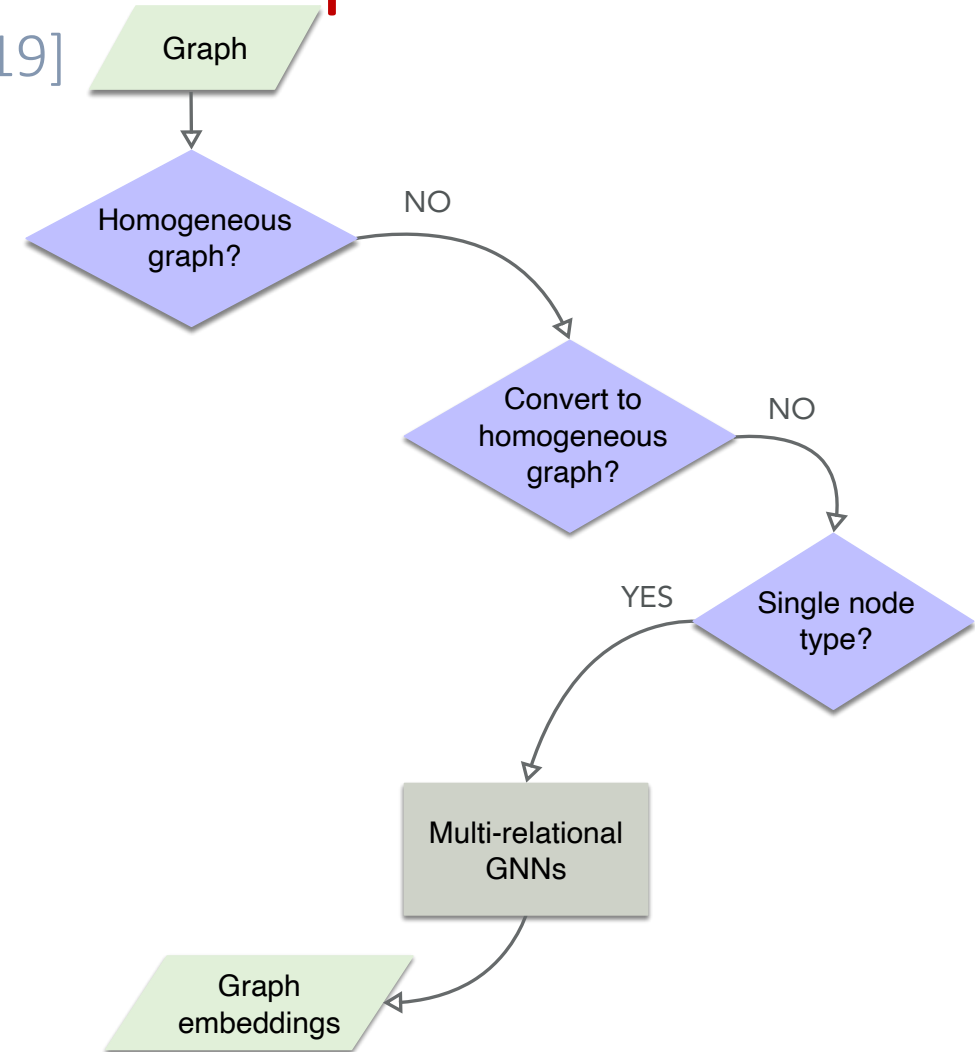 19]
Graph
NO
Homogeneous
graph?
NO
Convert to
homogeneous
graph?
YES
Single node
type?
Multi-relational
GNNs
Graph
embeddings